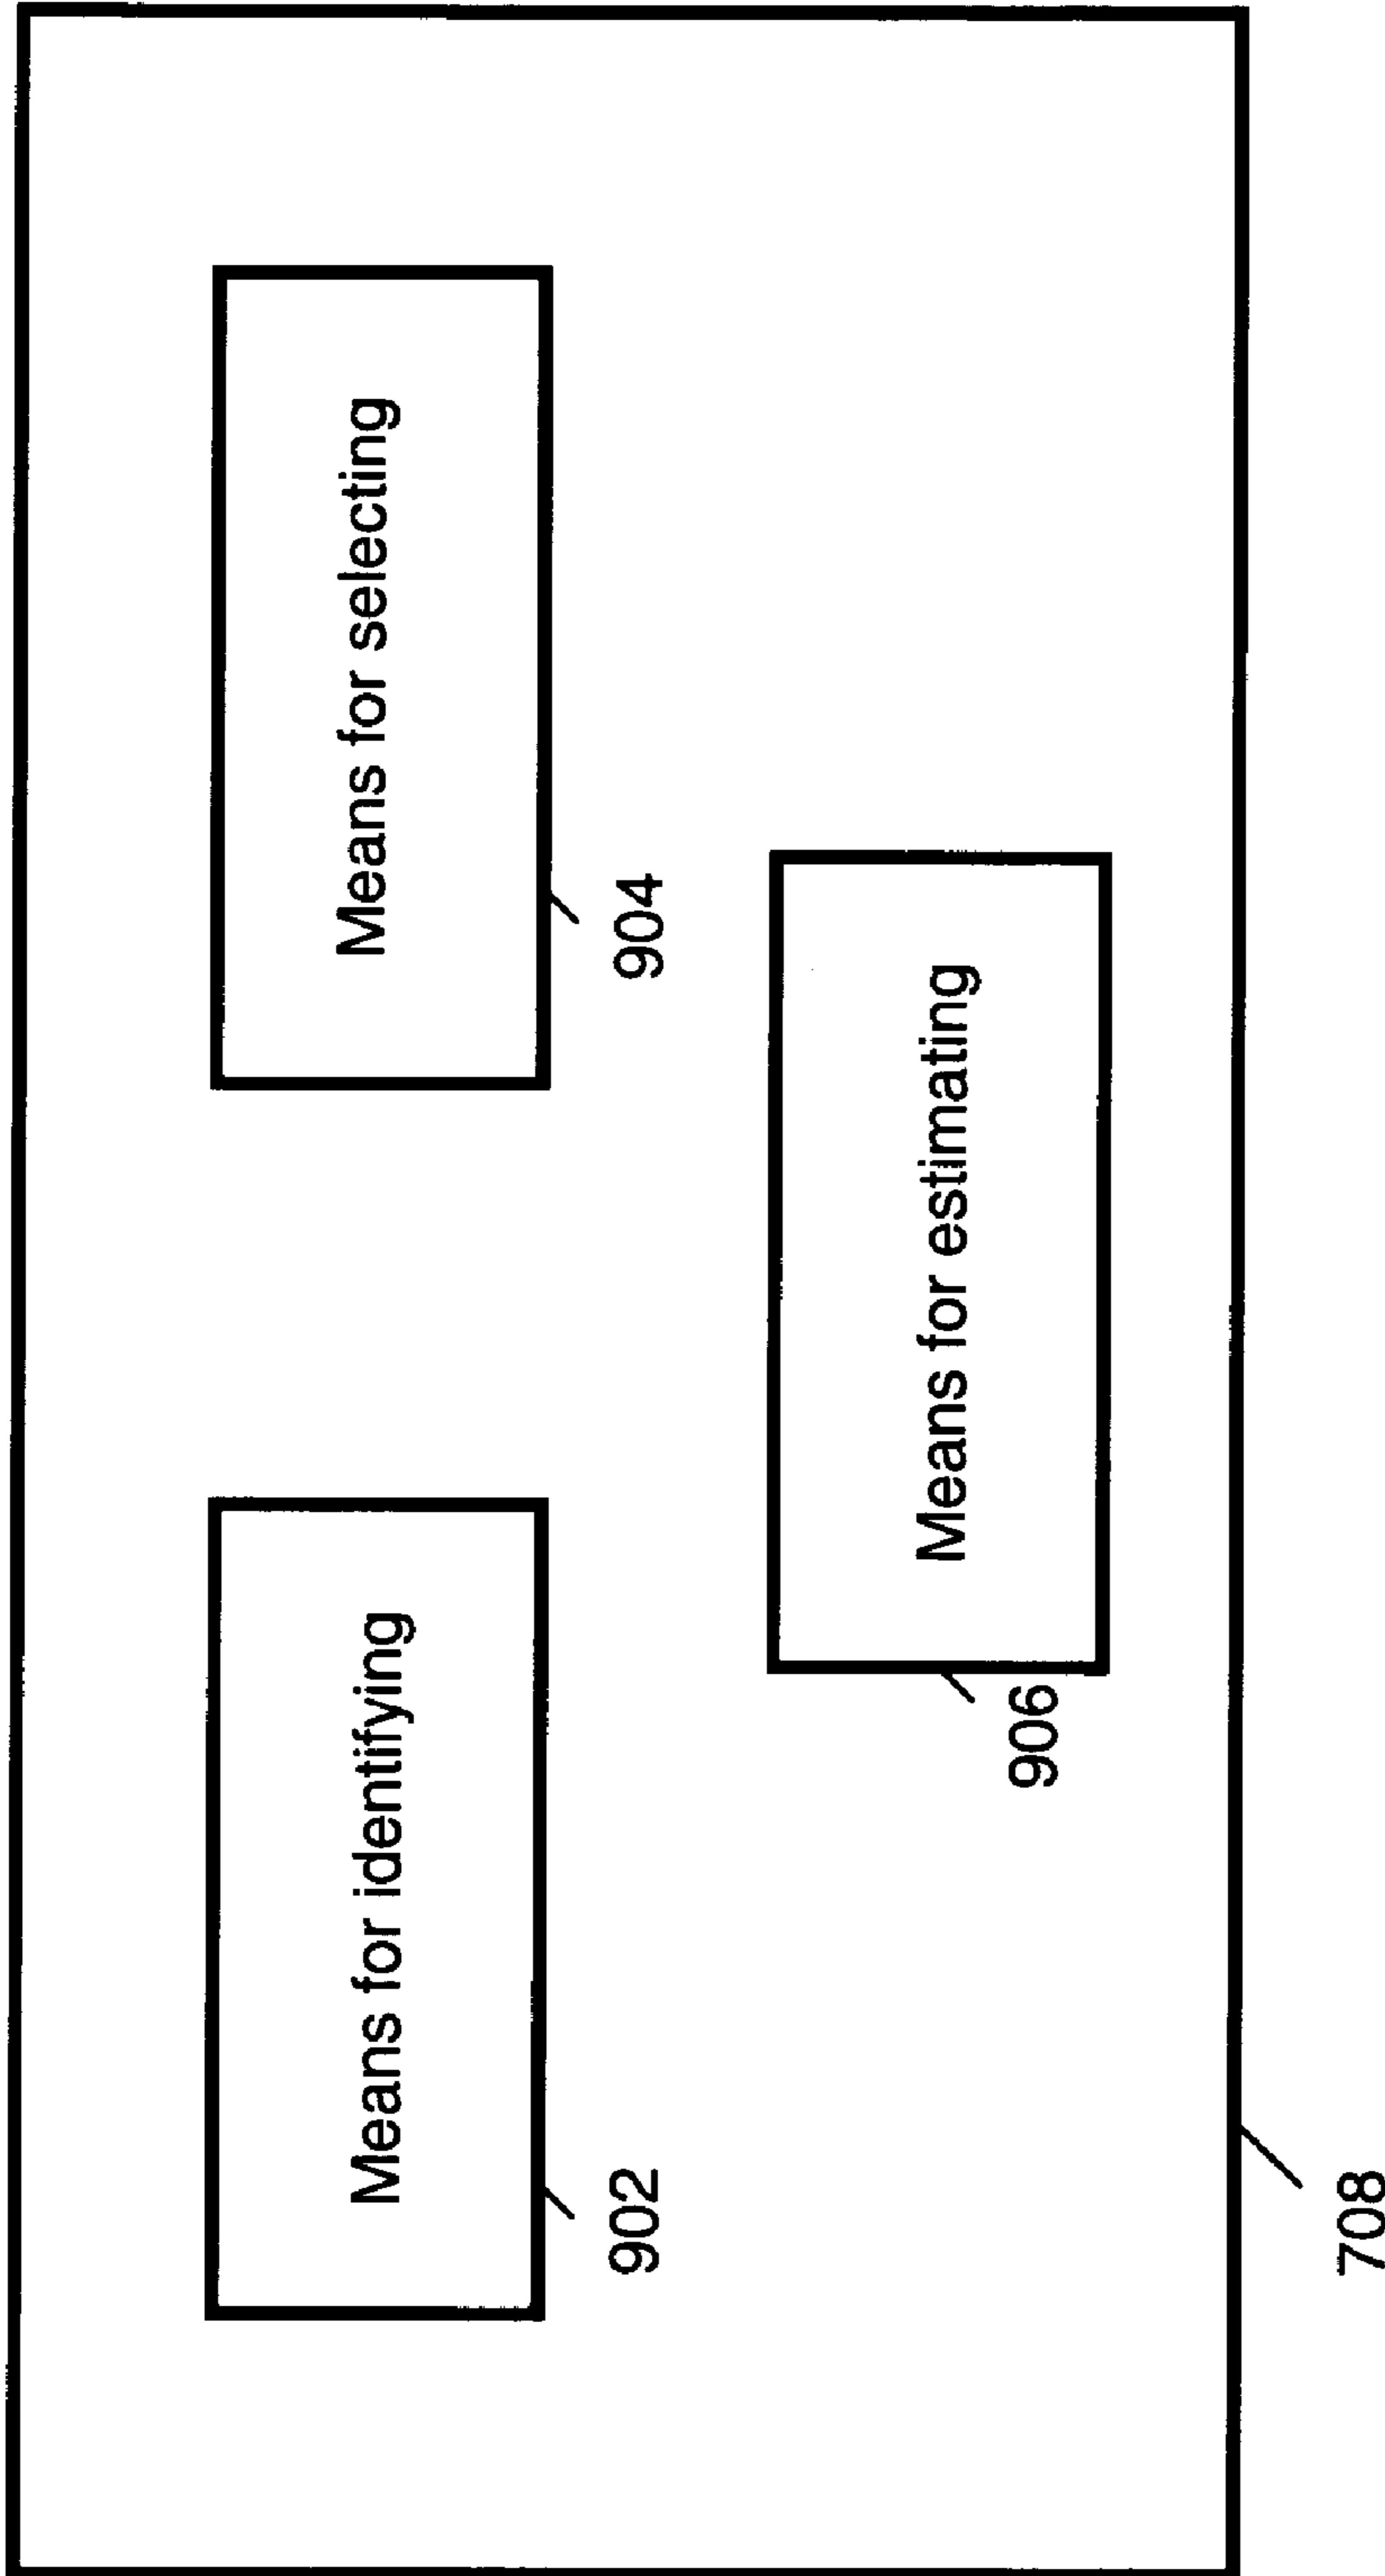 Means for identifying
Means for selecting
902
904
Means for estimating
906
708